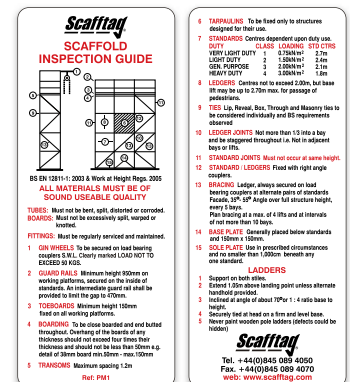 Scafftag
SCAFFOLD
INSPECTION GUIDE
BS EN 12811-1: 2003 & Work at Height Regs. 2005
ALL MATERIALS MUST BE OF
SOUND USEABLE QUALITY
TUBES: Must not be bent, split, distorted or corroded.
BOARDS: Must not be excessively split, warped or
knotted.
FITTINGS: Must be regularly serviced and maintained.
1 GIN WHEELS To be secured on load bearing
couplers S.W.L. Clearly marked LOAD NOT TO
EXCEED 50 KGS.
2 GUARD RAILS Minimum height 950mm on
working platforms, secured on the inside of
standards. An intermediate guard rail shall be
provided to limit the gap to 470mm.
3 TOEBOARDS Minimum height 150mm
fixed on all working platforms.
4 BOARDING To be close boarded and end butted
throughout. Overhang of the boards of any
thickness should not exceed four times their
thickness and should not be less than 50mm e.g.
detail of 38mm board min.50mm - max.150mm
5 TRANSOMS Maximum spacing 1.2m
Ref: PM1
6 TARPAULINS To be fixed only to structures
designed for their use.
7 STANDARDS Centres dependent upon duty use.
DUTY CLASS LOADING STD CTRS
VERY LIGHT DUTY 1 0.75kN/m² 2.7m
LIGHT DUTY 2 1.50kN/m² 2.4m
GEN. PURPOSE 3 2.00kN/m² 2.1m
HEAVY DUTY 4 3.00kN/m² 1.8m
8 LEDGERS Centres not to exceed 2.00m, but base
lift may be up to 2.70m max. for passage of
pedestrians.
9 TIES Lip, Reveal, Box, Through and Masonry ties to
be considered individually and BS requirements
observed
10 LEDGER JOINTS Not more than 1/3 into a bay
and be staggered throughout i.e. Not in adjacent
bays or lifts.
11 STANDARD JOINTS Must not occur at same height.
12 STANDARD / LEDGERS Fixed with right angle
couplers.
13 BRACING Ledger, always secured on load
bearing couplers at alternate pairs of standards
Facade, 35°- 55° Angle over full structure height,
every 5 bays.
Plan bracing at a max. of 4 lifts and at intervals
of not more than 10 bays.
14 BASE PLATE Generally placed below standards
and 150mm x 150mm.
15 SOLE PLATE Use in prescribed circumstances
and no smaller than 1,000cm beneath any
one standard.
LADDERS
1 Support on both stiles.
2 Extend 1.05m above landing point unless alternate
handhold provided.
3 Inclined at angle of about 70° or 1 : 4 ratio base to
height.
4 Securely tied at head on a firm and level base.
5 Never paint wooden pole ladders (defects could be
hidden)
Scafftag.
Tel. +44(0)845 089 4050
Fax. +44(0)845 089 4070
web: www.scafftag.com